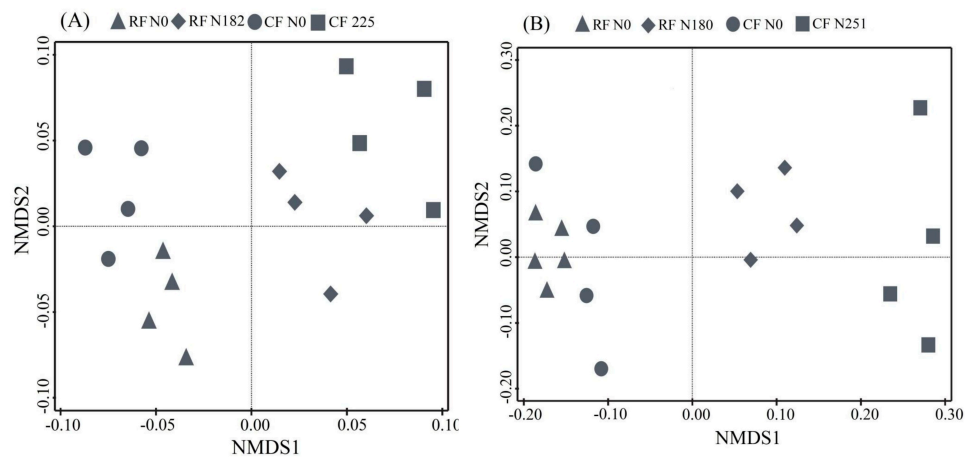 (A)
RF N0 RF N182 CF N0 CF 225
0.10
0.05
0.00
-0.05
-0.10
NMDS2
-0.10 -0.05 0.00 0.05 0.10
NMDS1
(B)
RF N0 RF N180 CF N0 CF N251
0.30
0.20
0.10
0.00
-0.10
-0.20
NMDS2
-0.20 -0.10 0.00 0.10 0.20 0.30
NMDS1